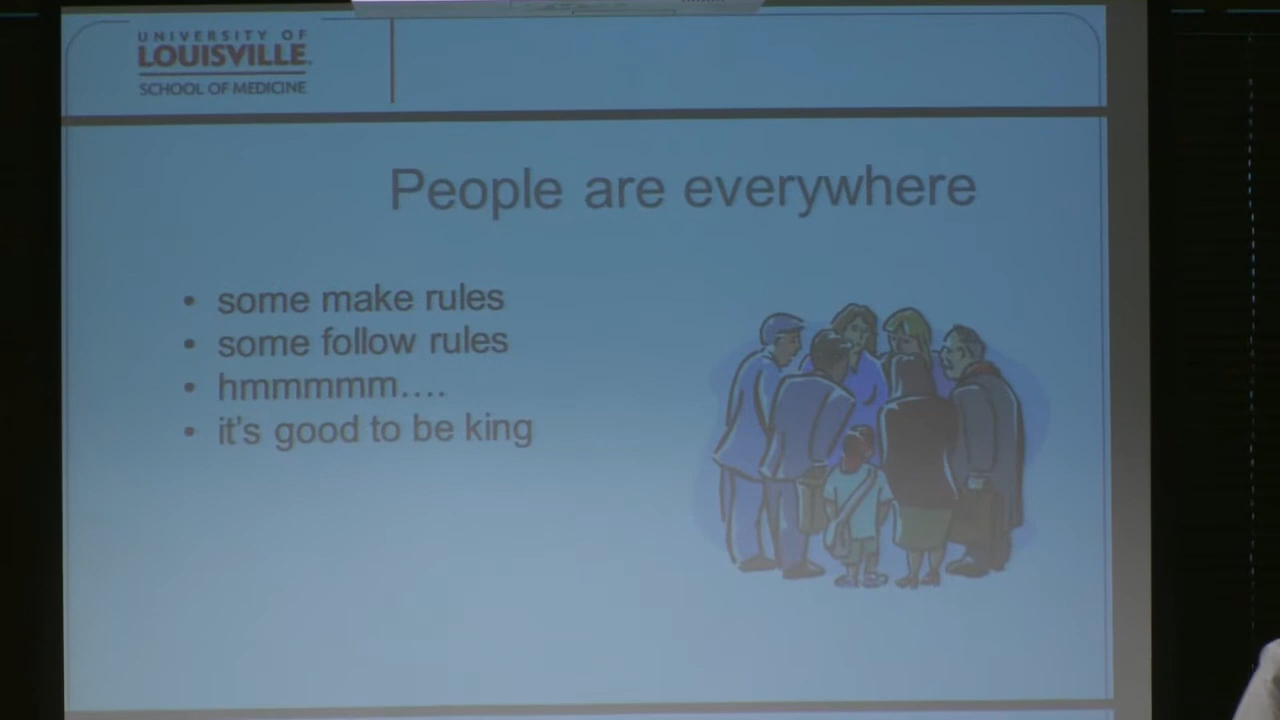 UNIVERSITY OF
LOUISVILLE.
SCHOOL OF MEDICINE
People are everywhere
• some make rules
• some follow rules
• hmmmmm....
• it's good to be king